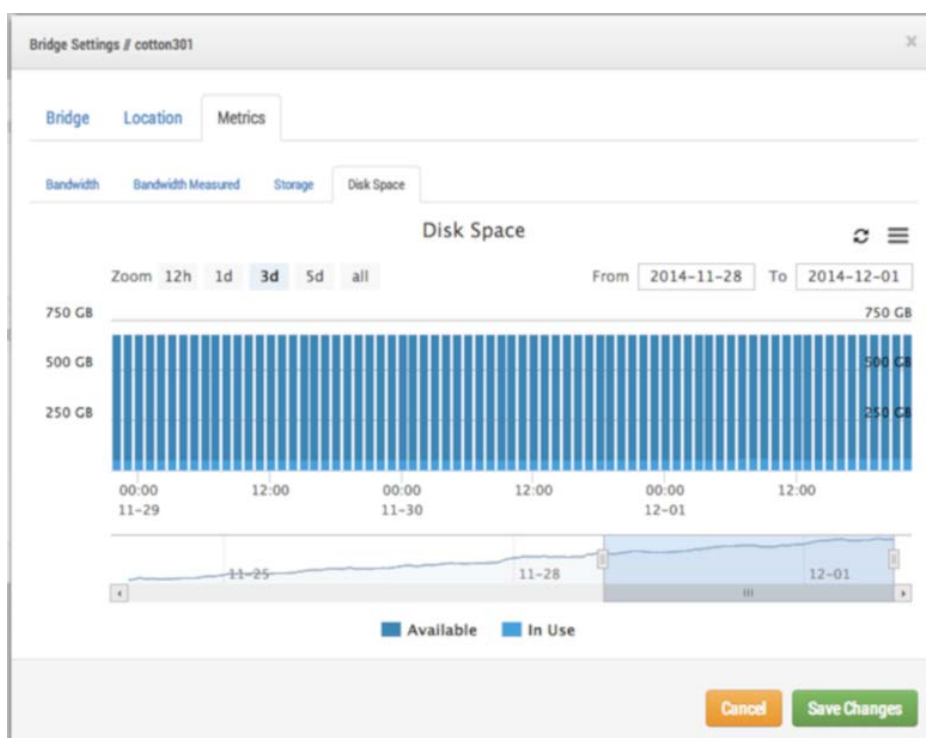 Bridge Settings // cotton301 ×
Bridge Location Metrics
Bandwidth Bandwidth Measured Storage Disk Space
Disk Space
Zoom 12h 1d 3d 5d all From 2014-11-28 To 2014-12-01
750 GB 750 GB
500 GB 500 GB
250 GB 250 GB
00:00 12:00 00:00 12:00 00:00 12:00
11-29 11-30 12-01
11-25 11-28 12-01
Available In Use
Cancel Save Changes